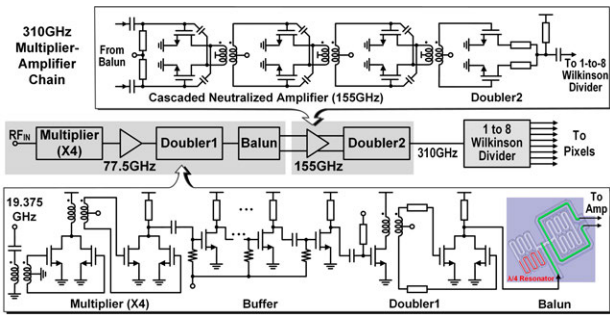 310GHz
Multiplier-
Amplifier
Chain
From
Balun
Cascaded Neutralized Amplifier (155GHz)
Doubler2
To 1-to-8
Wilkinson
Divider
RFIN
Multiplier
(X4)
77.5GHz
Doubler1
Balun
155GHz
Doubler2
310GHz
1 to 8
Wilkinson
Divider
To
Pixels
19.375
GHz
Multiplier (X4)
...
...
Buffer
Doubler1
To
Amp
λ/4 Resonator
Balun